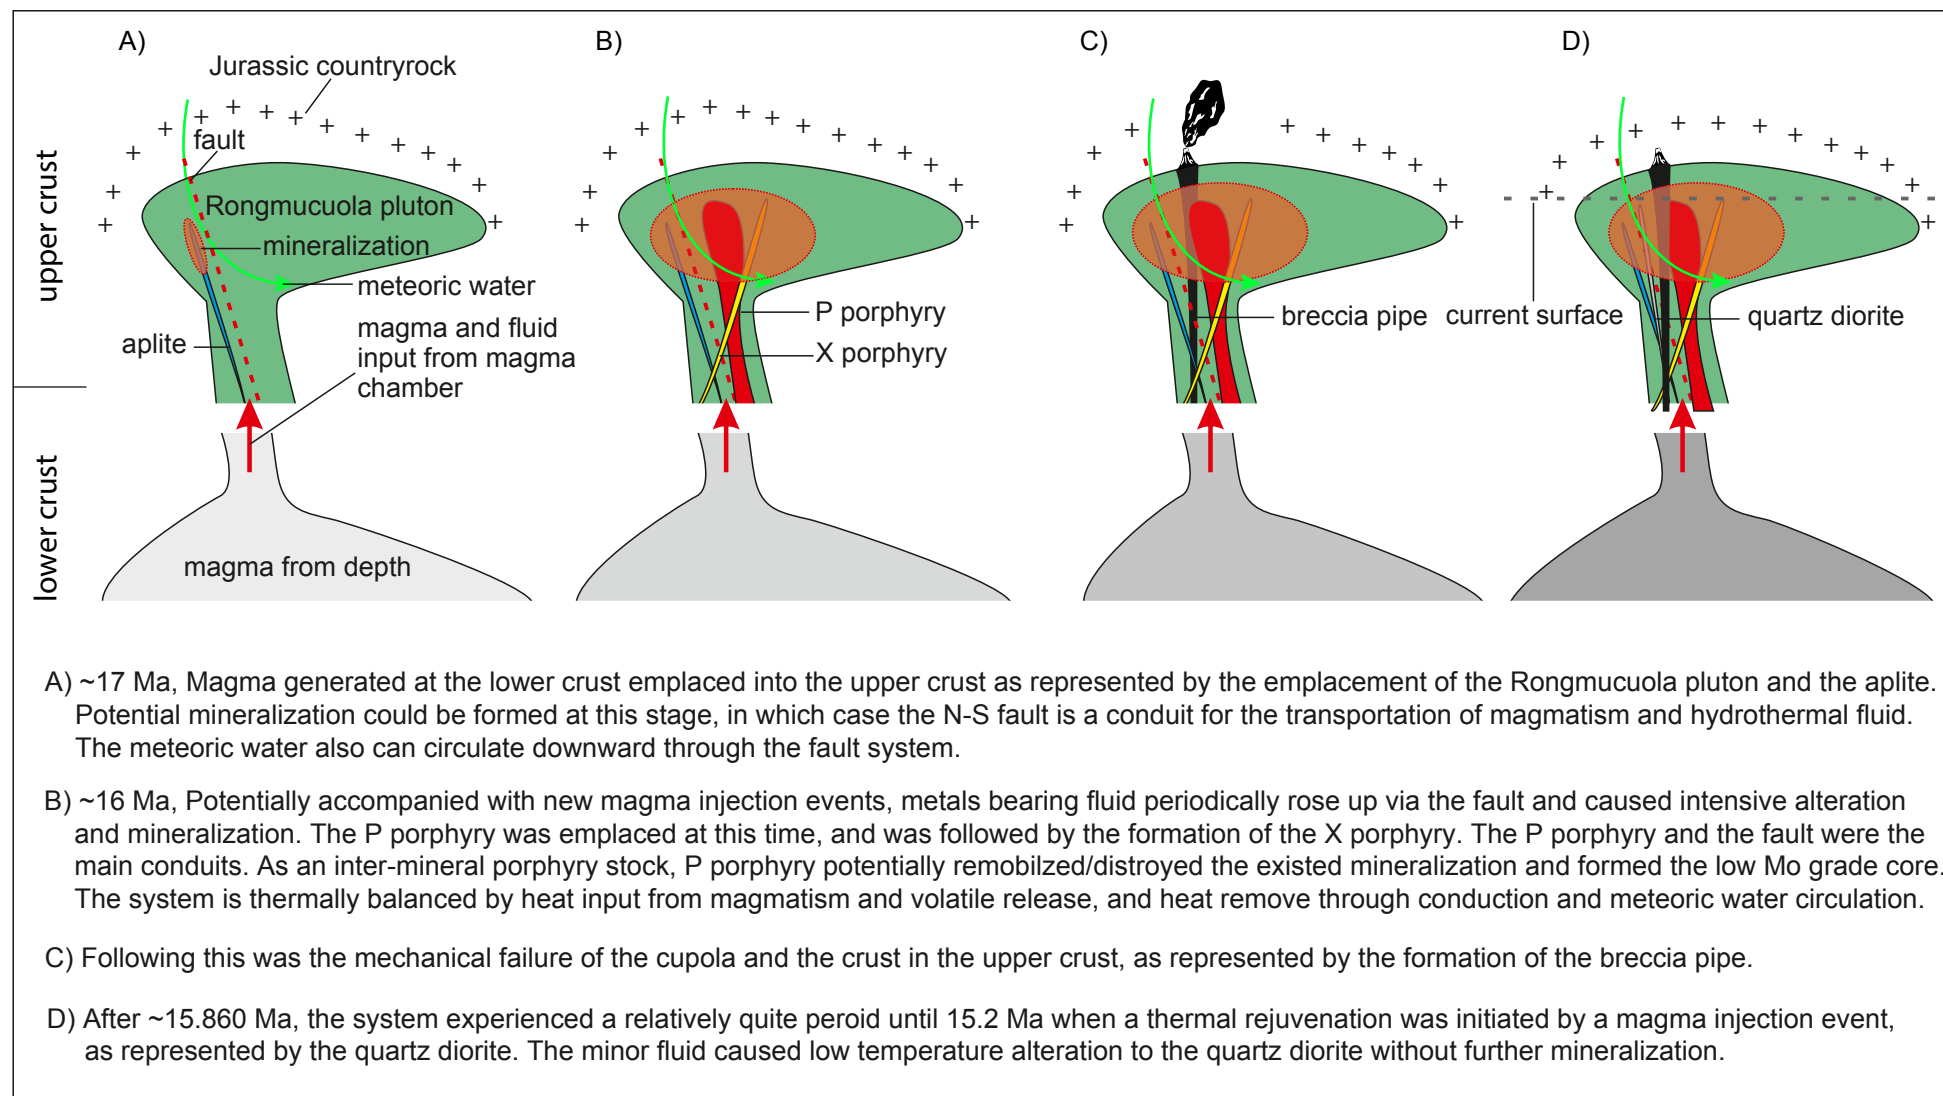 A)
B)
C)
D)
Jurassic countryrock
fault
Rongmucuola pluton
mineralization
meteoric water
magma and fluid
input from magma
chamber
aplite
P porphyry
X porphyry
breccia pipe
current surface
quartz diorite
upper crust
lower crust
magma from depth
A) ~17 Ma, Magma generated at the lower crust emplaced into the upper crust as represented by the emplacement of the Rongmucuola pluton and the aplite.
Potential mineralization could be formed at this stage, in which case the N-S fault is a conduit for the transportation of magmatism and hydrothermal fluid.
The meteoric water also can circulate downward through the fault system.
B) ~16 Ma, Potentially accompanied with new magma injection events, metals bearing fluid periodically rose up via the fault and caused intensive alteration
and mineralization. The P porphyry was emplaced at this time, and was followed by the formation of the X porphyry. The P porphyry and the fault were the
main conduits. As an inter-mineral porphyry stock, P porphyry potentially remobilzed/distroyed the existed mineralization and formed the low Mo grade core.
The system is thermally balanced by heat input from magmatism and volatile release, and heat remove through conduction and meteoric water circulation.
C) Following this was the mechanical failure of the cupola and the crust in the upper crust, as represented by the formation of the breccia pipe.
D) After ~15.860 Ma, the system experienced a relatively quite peroid until 15.2 Ma when a thermal rejuvenation was initiated by a magma injection event,
as represented by the quartz diorite. The minor fluid caused low temperature alteration to the quartz diorite without further mineralization.